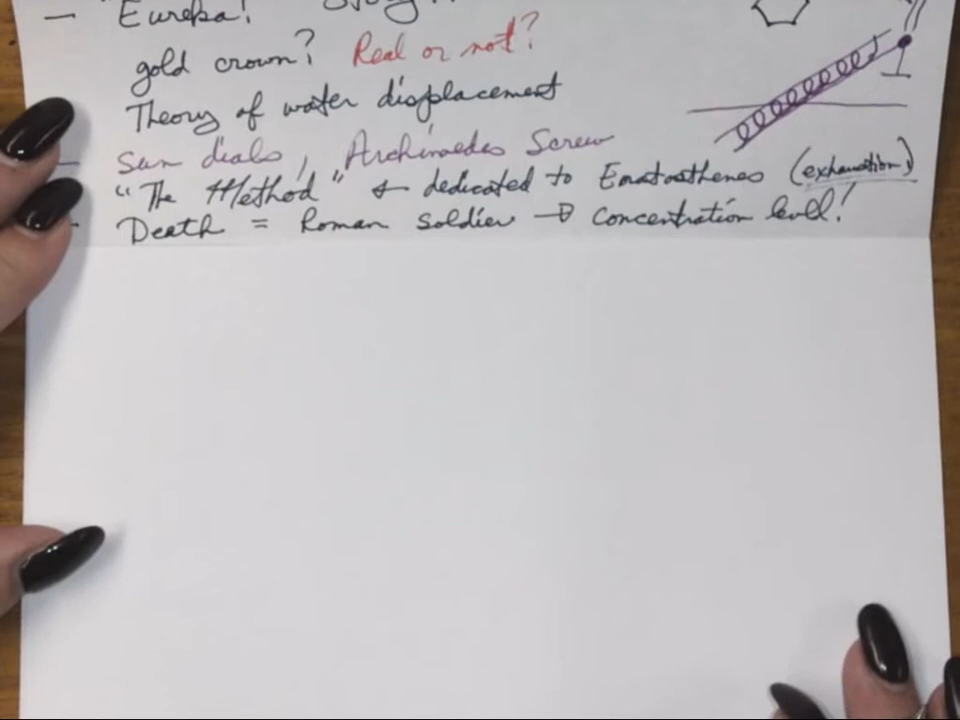 — "Eureka!
gold crown? Real or not?
Theory of water displacement
— Sun dials, Archimedes Screw
"The Method" ← dedicated to Eratosthenes (exhaustion)
- Death = Roman soldier → concentration level!